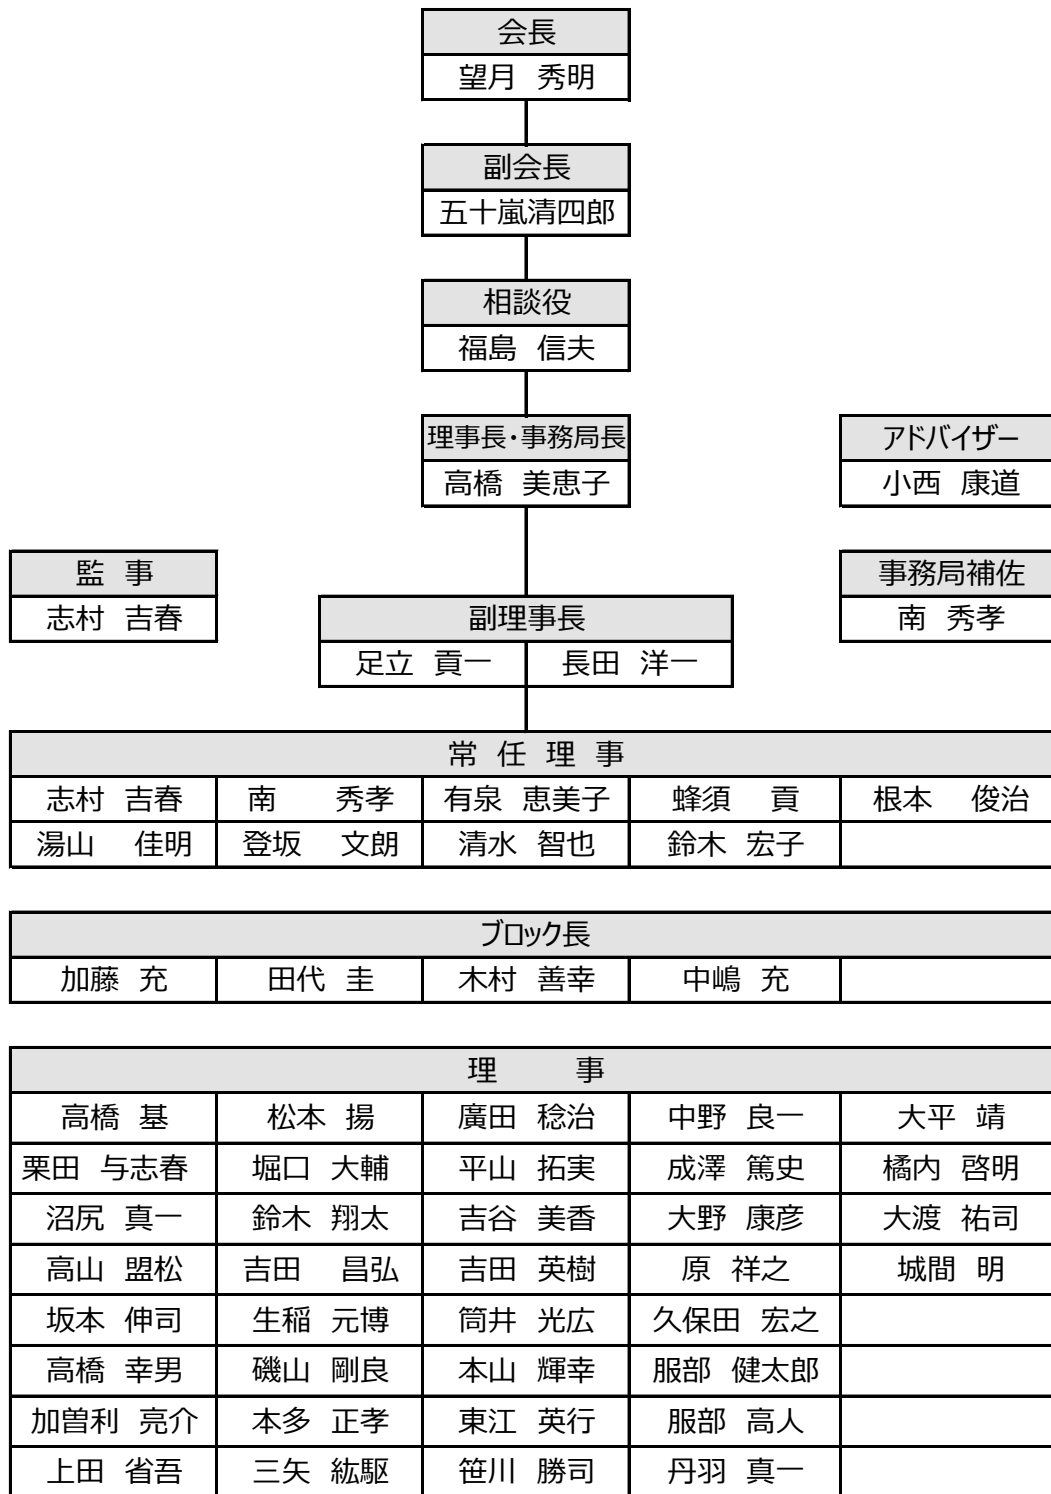 会長
望月 秀明
副会長
五十嵐清四郎
相談役
福島 信夫
理事長・事務局長 アドバイザー
高橋 美恵子 小西 康道
監 事 事務局補佐
志村 吉春 副理事長 南 秀孝
足立 貢一 長田 洋一
常 任 理 事
志村 吉春 南 秀孝 有泉 恵美子 蜂須 貢 根本 俊治
湯山 佳明 登坂 文朗 清水 智也 鈴木 宏子
ブロック長
加藤 充 田代 圭 木村 善幸 中嶋 充
理 事
高橋 基 松本 揚 廣田 稔治 中野 良一 大平 靖
栗田 与志春 堀口 大輔 平山 拓実 成澤 篤史 橘内 啓明
沼尻 真一 鈴木 翔太 吉谷 美香 大野 康彦 大渡 祐司
高山 盟松 吉田 昌弘 吉田 英樹 原 祥之 城間 明
坂本 伸司 生稲 元博 筒井 光広 久保田 宏之
高橋 幸男 磯山 剛良 本山 輝幸 服部 健太郎
加曽利 亮介 本多 正孝 東江 英行 服部 高人
上田 省吾 三矢 紘駆 笹川 勝司 丹羽 真一